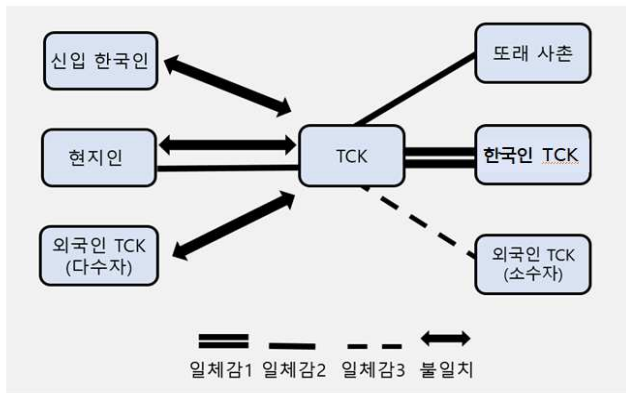 신입 한국인
또래 사촌
현지인
TCK
한국인 TCK
외국인 TCK
(다수자)
외국인 TCK
(소수자)
일체감1 일체감2 일체감3 불일치